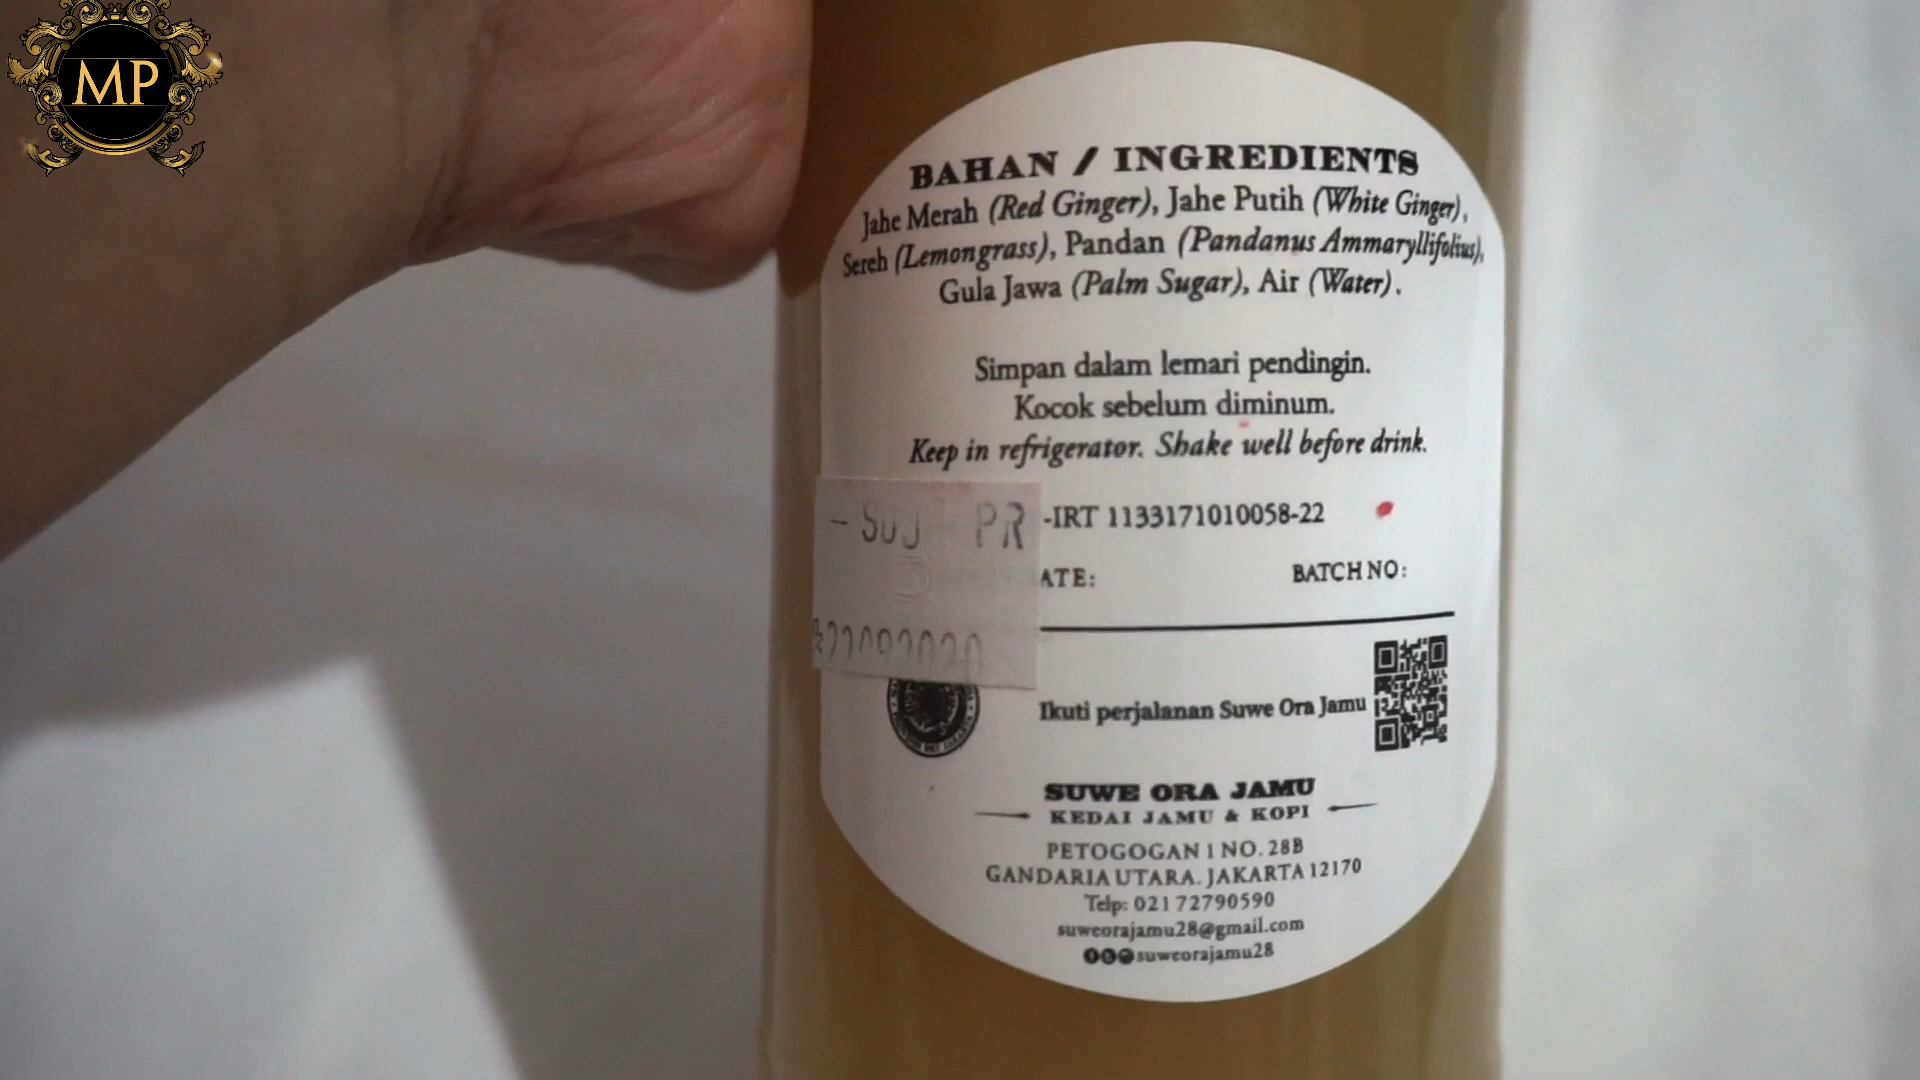 MP
BAHAN / INGREDIENTS
Jahe Merah (Red Ginger), Jahe Putih (White Ginger),
Sereh (Lemongrass), Pandan (Pandanus Ammaryllifolius),
Gula Jawa (Palm Sugar), Air (Water).
Simpan dalam lemari pendingin.
Kocok sebelum diminum.
Keep in refrigerator. Shake well before drink.
- SUJ PR
-IRT 1133171010058-22
ATE: BATCH NO:
Ikuti perjalanan Suwe Ora Jamu
SUWE ORA JAMU
KEDAI JAMU & KOPI
PETOGOGAN 1 NO. 28B
GANDARIA UTARA. JAKARTA 12170
Telp: 021 72790590
suweorajamu28@gmail.com
suweorajamu28